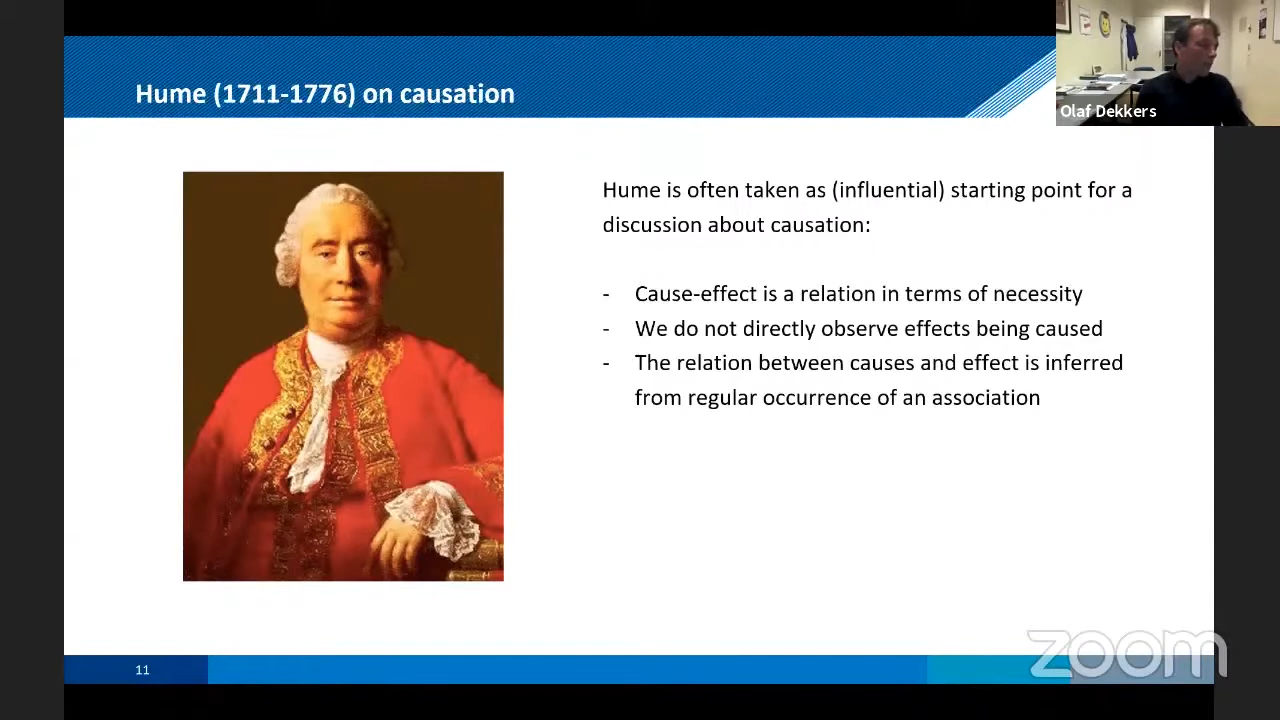 Hume (1711-1776) on causation
Olaf Dekkers
Hume is often taken as (influential) starting point for a
discussion about causation:
- Cause-effect is a relation in terms of necessity
- We do not directly observe effects being caused
- The relation between causes and effect is inferred
from regular occurrence of an association
11
zoom